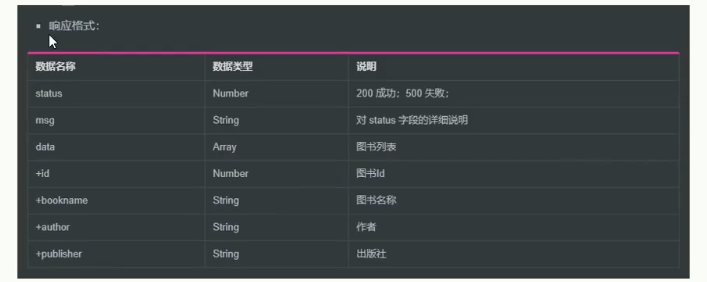 响应格式：
数据名称 数据类型 说明
status Number 200 成功；500 失败；
msg String 对 status 字段的详细说明
data Array 图书列表
+id Number 图书Id
+bookname String 图书名称
+author String 作者
+publisher String 出版社